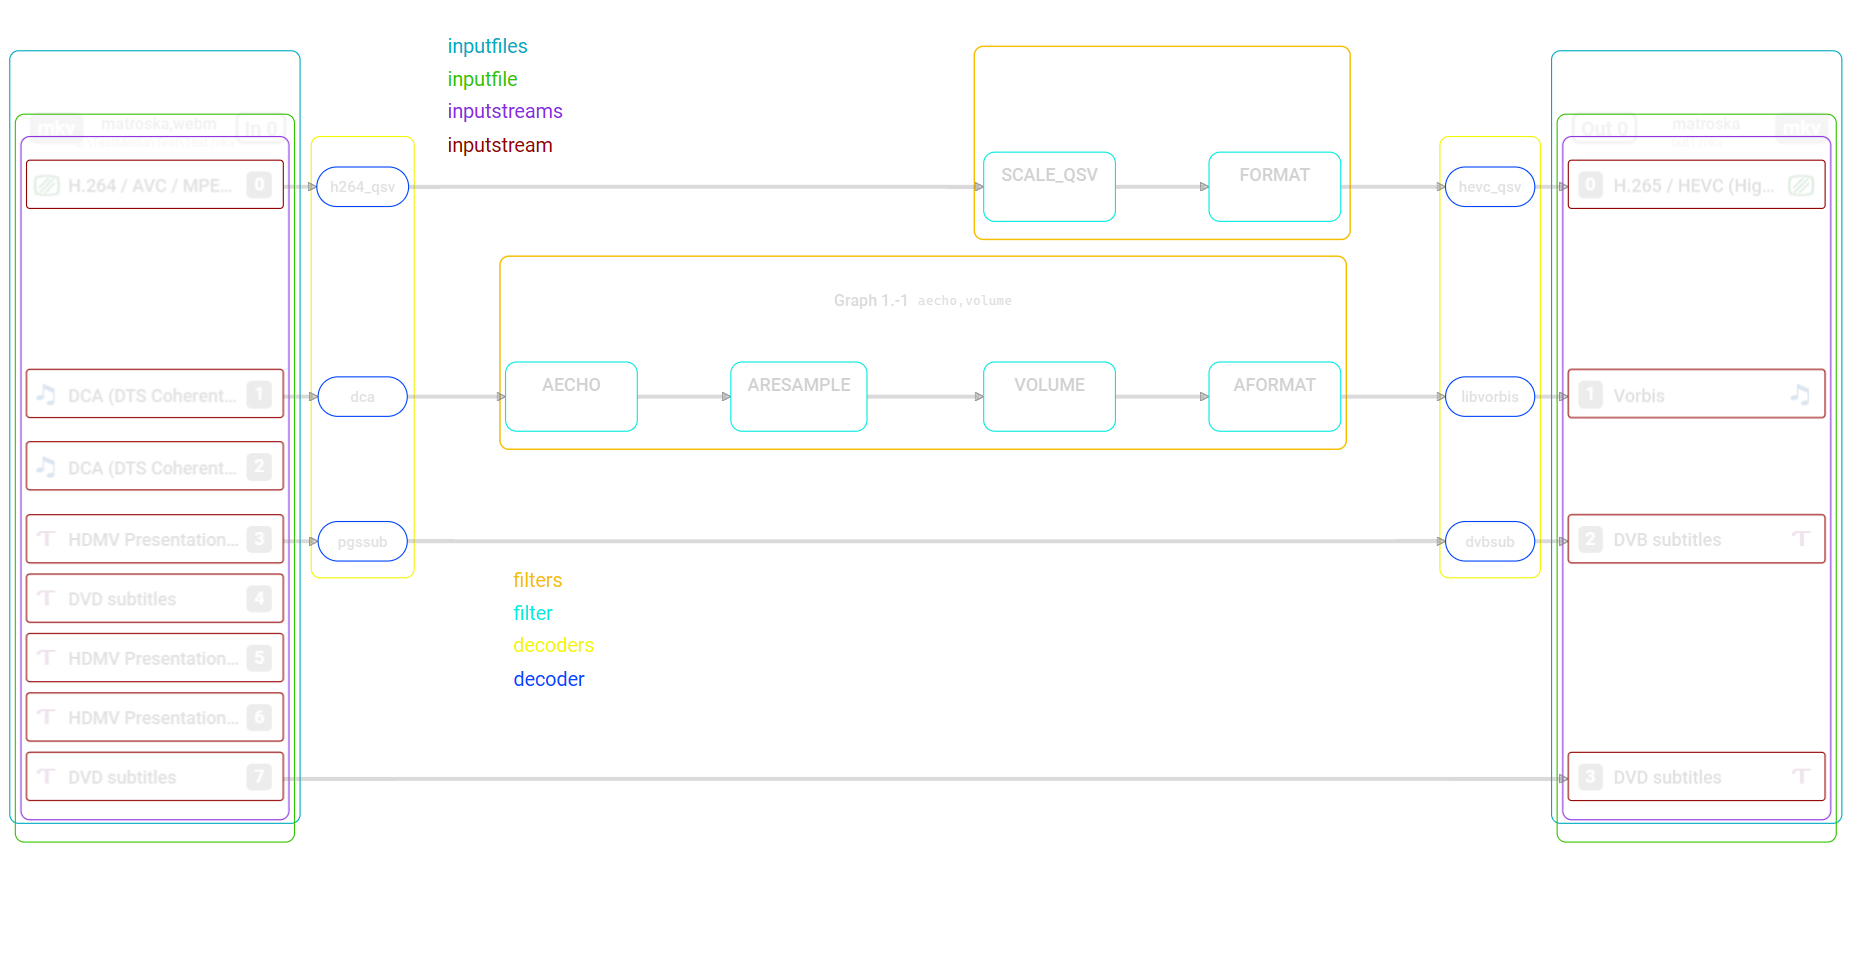 inputfiles
inputfile
inputstreams
inputstream
mkv matroska,webm In 0
H.264 / AVC / MPE... 0
h264_qsv
SCALE_QSV
FORMAT
hevc_qsv
Out 0 matroska mkv
0 H.265 / HEVC (Hig...
Graph 1.-1 aecho,volume
DCA (DTS Coherent... 1
dca
AECHO
ARESAMPLE
VOLUME
AFORMAT
libvorbis
1 Vorbis
DCA (DTS Coherent... 2
HDMV Presentation... 3
pgssub
dvbsub
2 DVB subtitles
filters
filter
decoders
decoder
DVD subtitles 4
HDMV Presentation... 5
HDMV Presentation... 6
DVD subtitles 7
3 DVD subtitles